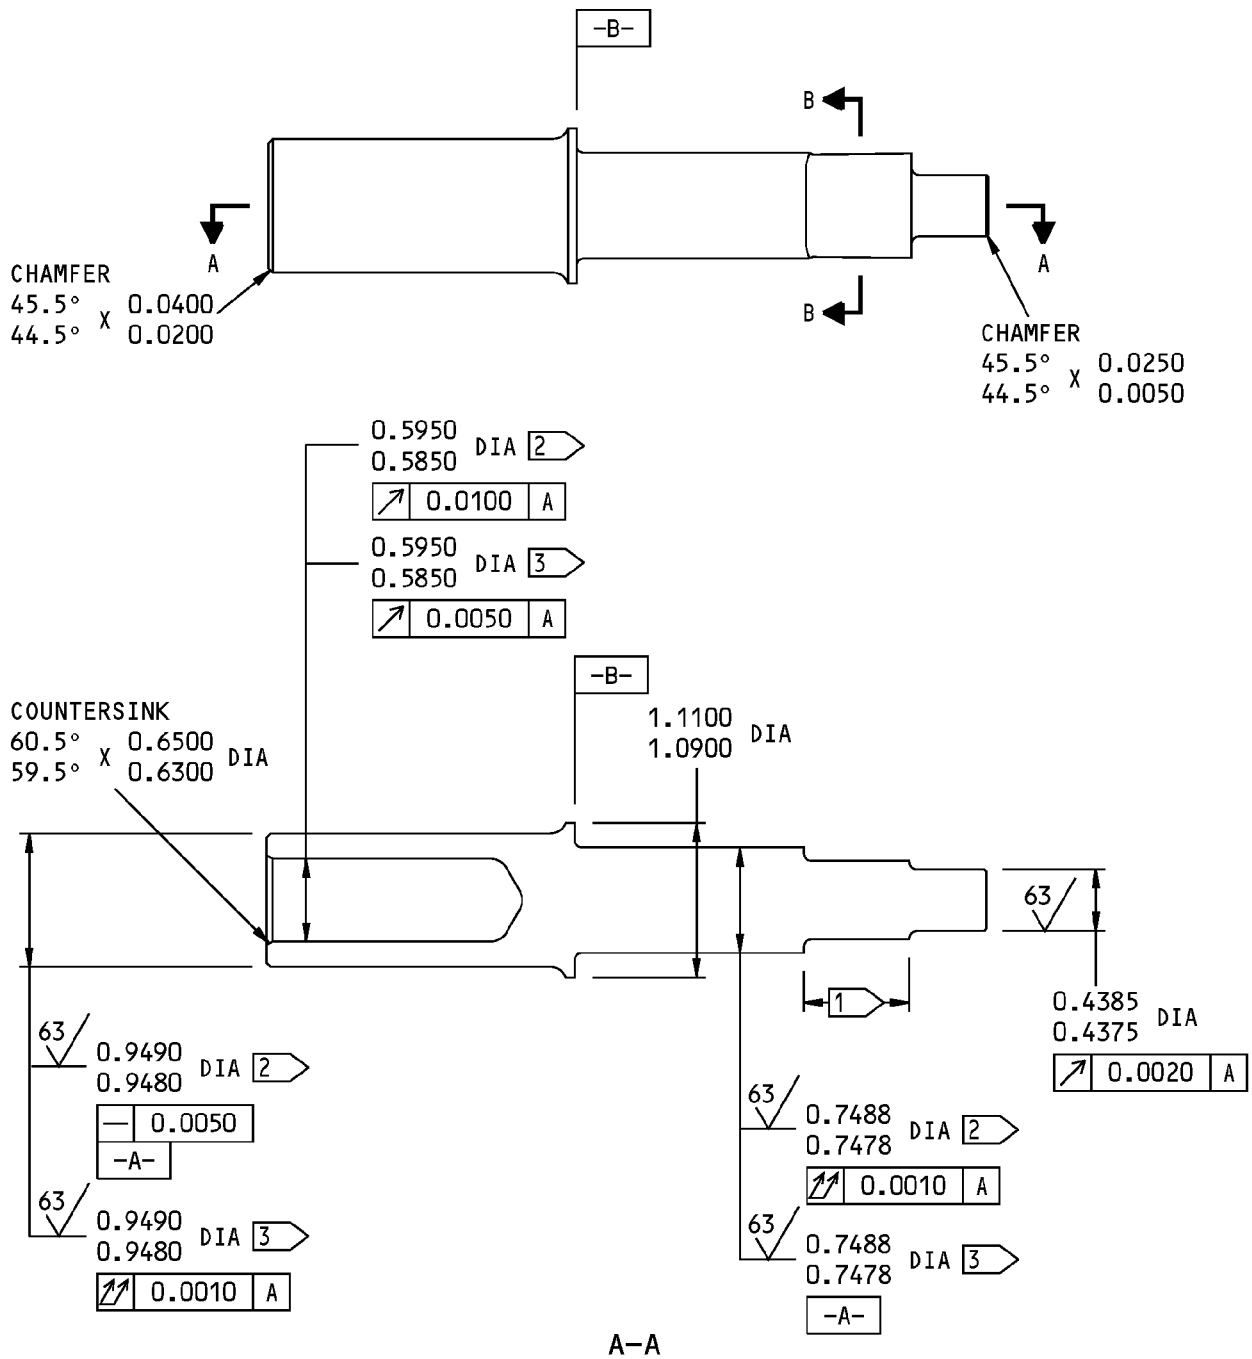 -B-
B
A
A
B
CHAMFER
45.5° X 0.0400
44.5° 0.0200
CHAMFER
45.5° X 0.0250
44.5° 0.0050
0.5950 DIA 2
0.5850
0.0100 A
0.5950 DIA 3
0.5850
0.0050 A
-B-
COUNTERSINK
60.5° X 0.6500 DIA
59.5° 0.6300
1.1100 DIA
1.0900
63
1
0.4385 DIA
0.4375
0.0020 A
63
0.9490 DIA 2
0.9480
0.0050
-A-
63
0.9490 DIA 3
0.9480
0.0010 A
63
0.7488 DIA 2
0.7478
0.0010 A
63
0.7488 DIA 3
0.7478
-A-
A-A